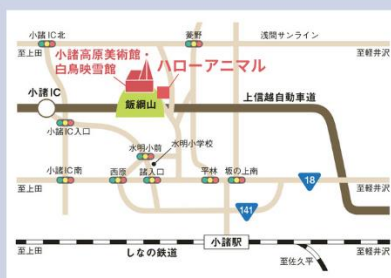 小諸IC北
菱野
浅間サンライン
至上田
至軽井沢
小諸高原美術館・
白鳥映雪館
ハローアニマル
小諸IC
飯綱山
上信越自動車道
小諸IC入口
水明小学校
水明小前
小諸IC南
西原
諸入口
平林
坂の上南
18
至上田
至軽井沢
141
小諸駅
至上田
しなの鉄道
至軽井沢
至佐久平